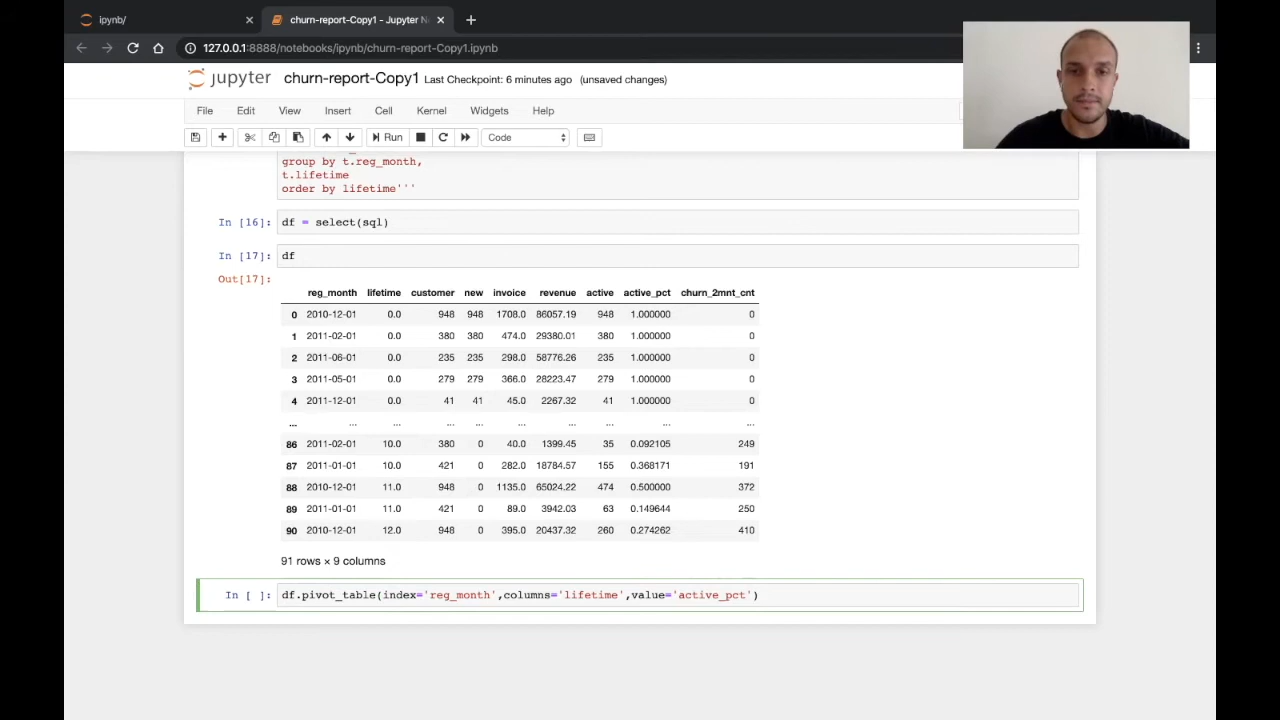 ipynb/
churn-report-Copy1 - Jupyter N
127.0.0.1:8888/notebooks/ipynb/churn-report-Copy1.ipynb
jupyter churn-report-Copy1 Last Checkpoint: 6 minutes ago (unsaved changes)
File Edit View Insert Cell Kernel Widgets Help
Run Code
group by t.reg_month,
t.lifetime
order by lifetime'''
In [16]: df = select(sql)
In [17]: df
Out[17]:
reg_month lifetime customer new invoice revenue active active_pct churn_2mnt_cnt
0 2010-12-01 0.0 948 948 1708.0 86057.19 948 1.000000 0
1 2011-02-01 0.0 380 380 474.0 29380.01 380 1.000000 0
2 2011-06-01 0.0 235 235 298.0 58776.26 235 1.000000 0
3 2011-05-01 0.0 279 279 366.0 28223.47 279 1.000000 0
4 2011-12-01 0.0 41 41 45.0 2267.32 41 1.000000 0
... ... ... ... ... ... ... ... ... ...
86 2011-02-01 10.0 380 0 40.0 1399.45 35 0.092105 249
87 2011-01-01 10.0 421 0 282.0 18784.57 155 0.368171 191
88 2010-12-01 11.0 948 0 1135.0 65024.22 474 0.500000 372
89 2011-01-01 11.0 421 0 89.0 3942.03 63 0.149644 250
90 2010-12-01 12.0 948 0 395.0 20437.32 260 0.274262 410
91 rows × 9 columns
In [ ]: df.pivot_table(index='reg_month',columns='lifetime',value='active_pct')